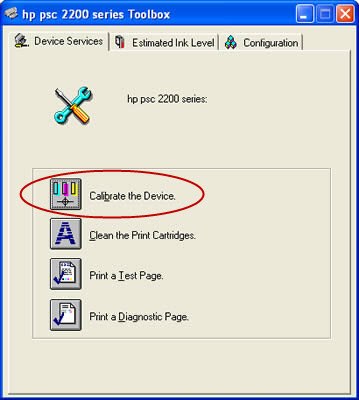 hp psc 2200 series Toolbox
Device Services Estimated Ink Level Configuration
hp psc 2200 series:
Calibrate the Device.
Clean the Print Cartridges.
Print a Test Page.
Print a Diagnostic Page.